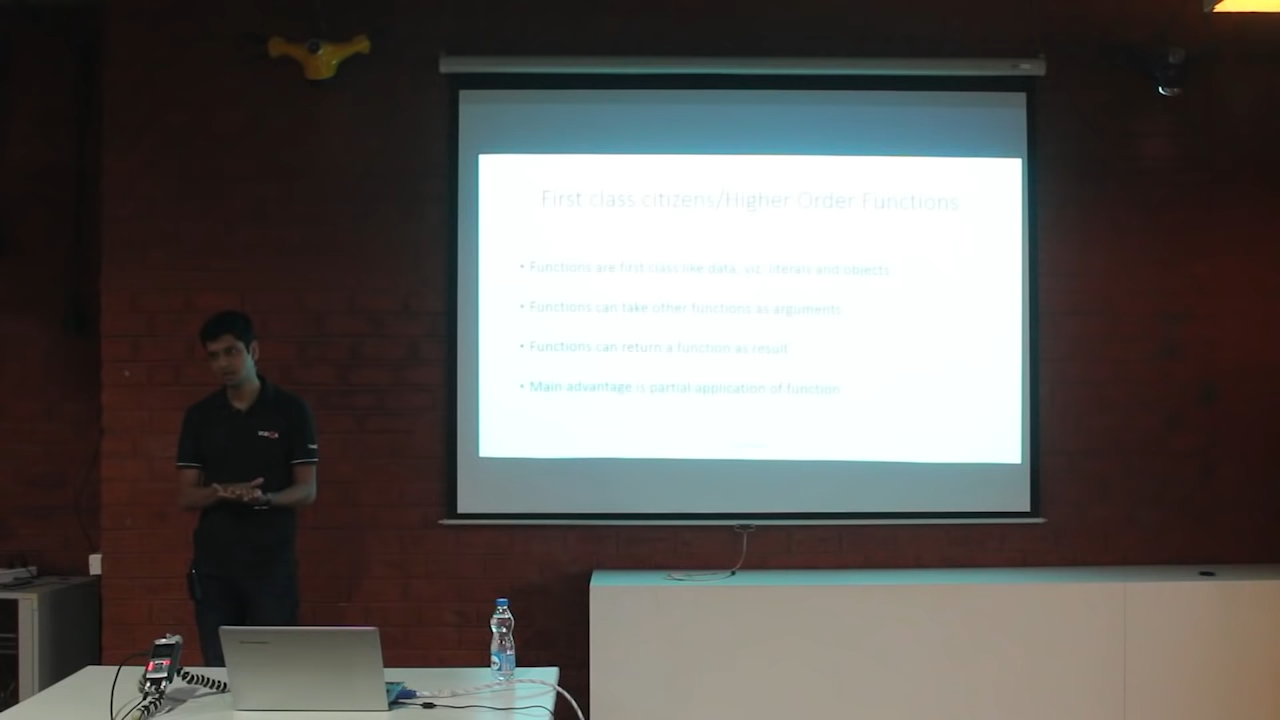 First class citizens/Higher Order Functions
• Functions are first class like data, viz. literals and objects
• Functions can take other functions as arguments
• Functions can return a function as result
• Main advantage is partial application of function